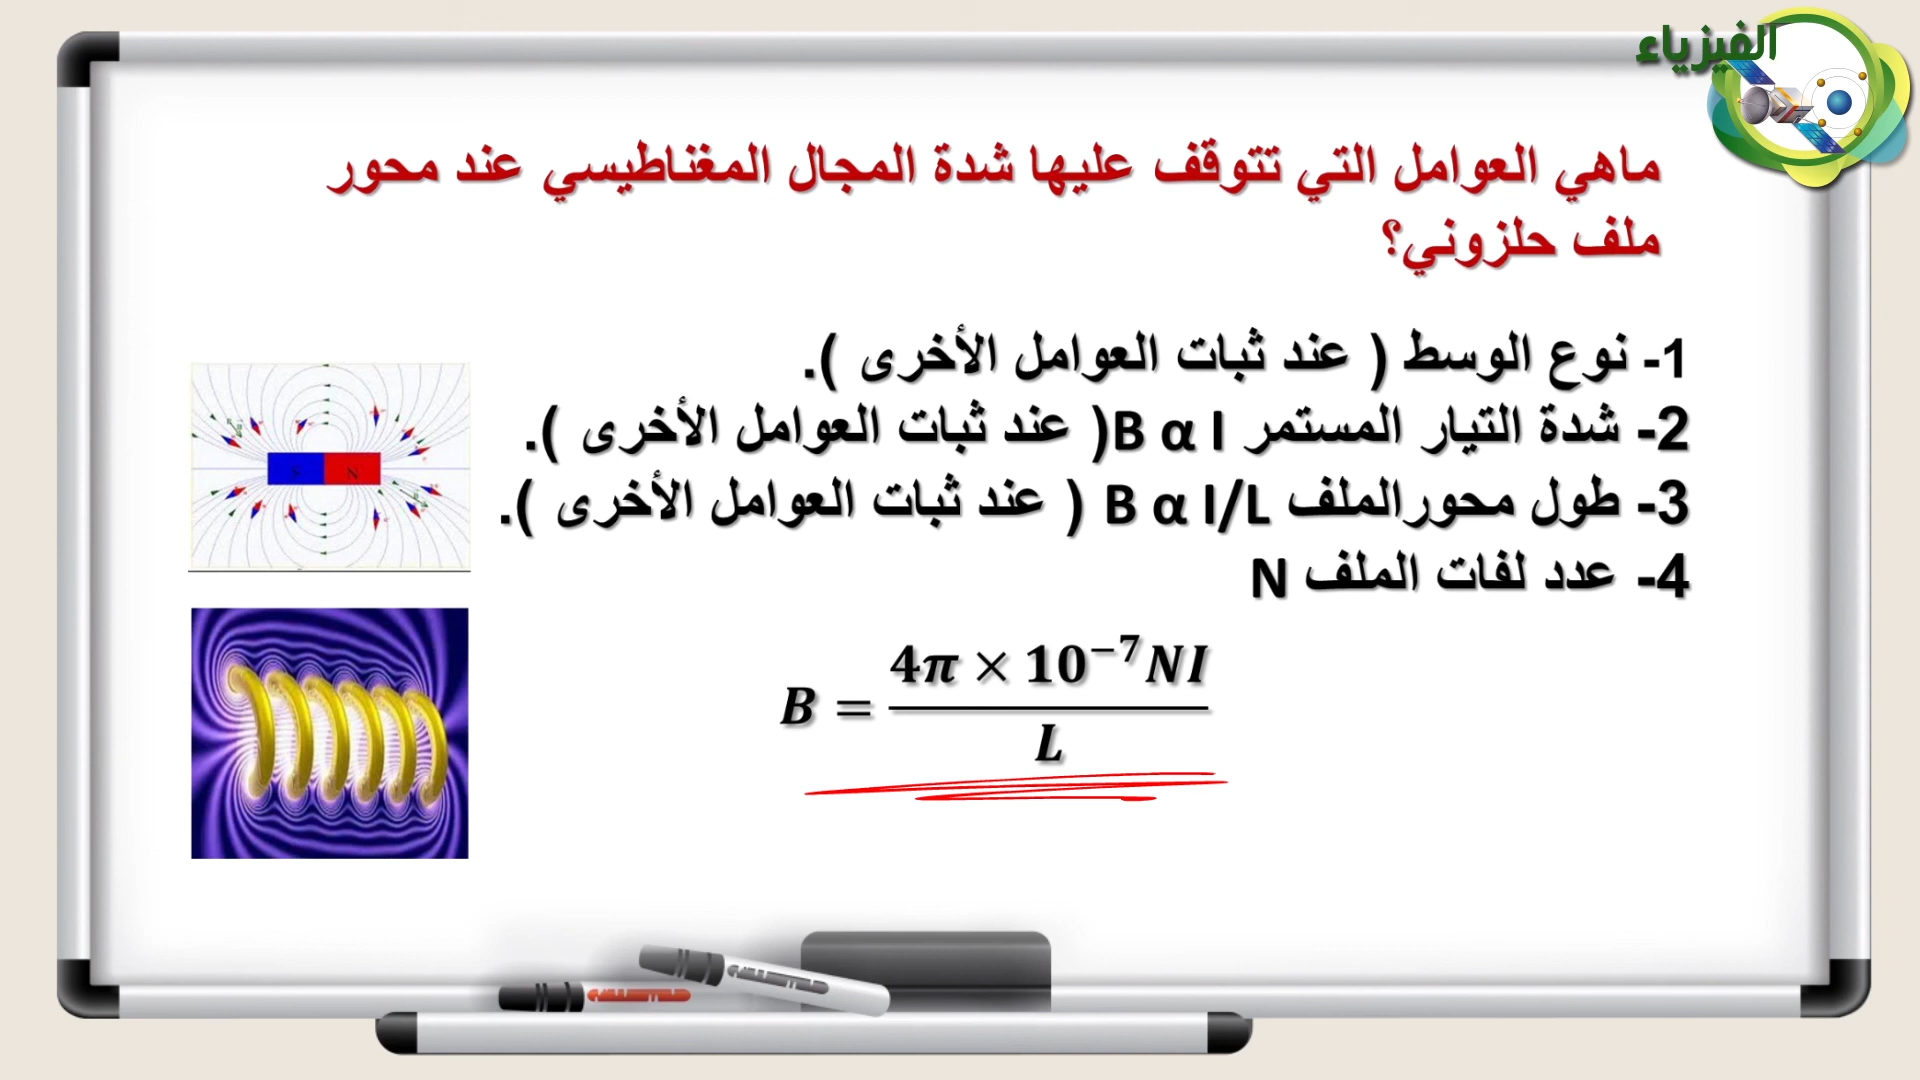 الفيزياء
ماهي العوامل التي تتوقف عليها شدة المجال المغناطيسي عند محور
ملف حلزوني؟
1- نوع الوسط ( عند ثبات العوامل الأخرى ).
2- شدة التيار المستمر B α I( عند ثبات العوامل الأخرى ).
3- طول محورالملف B α I/L ( عند ثبات العوامل الأخرى ).
4- عدد لفات الملف N
B = 4π × 10⁻⁷NI / L
S N